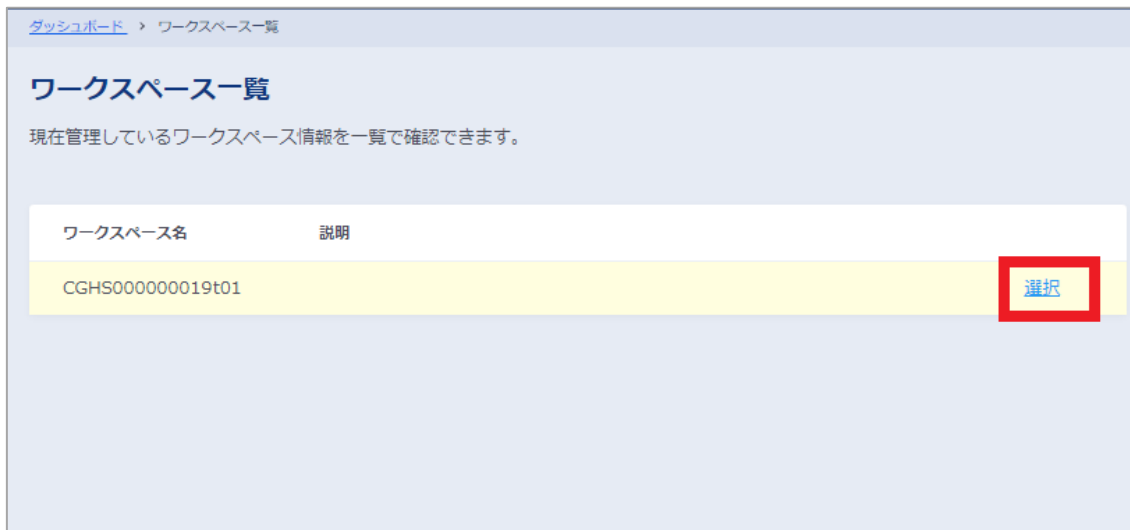 ダッシュボード > ワークスペース一覧
ワークスペース一覧
現在管理しているワークスペース情報を一覧で確認できます。
ワークスペース名 説明
CGHS000000019t01 選択